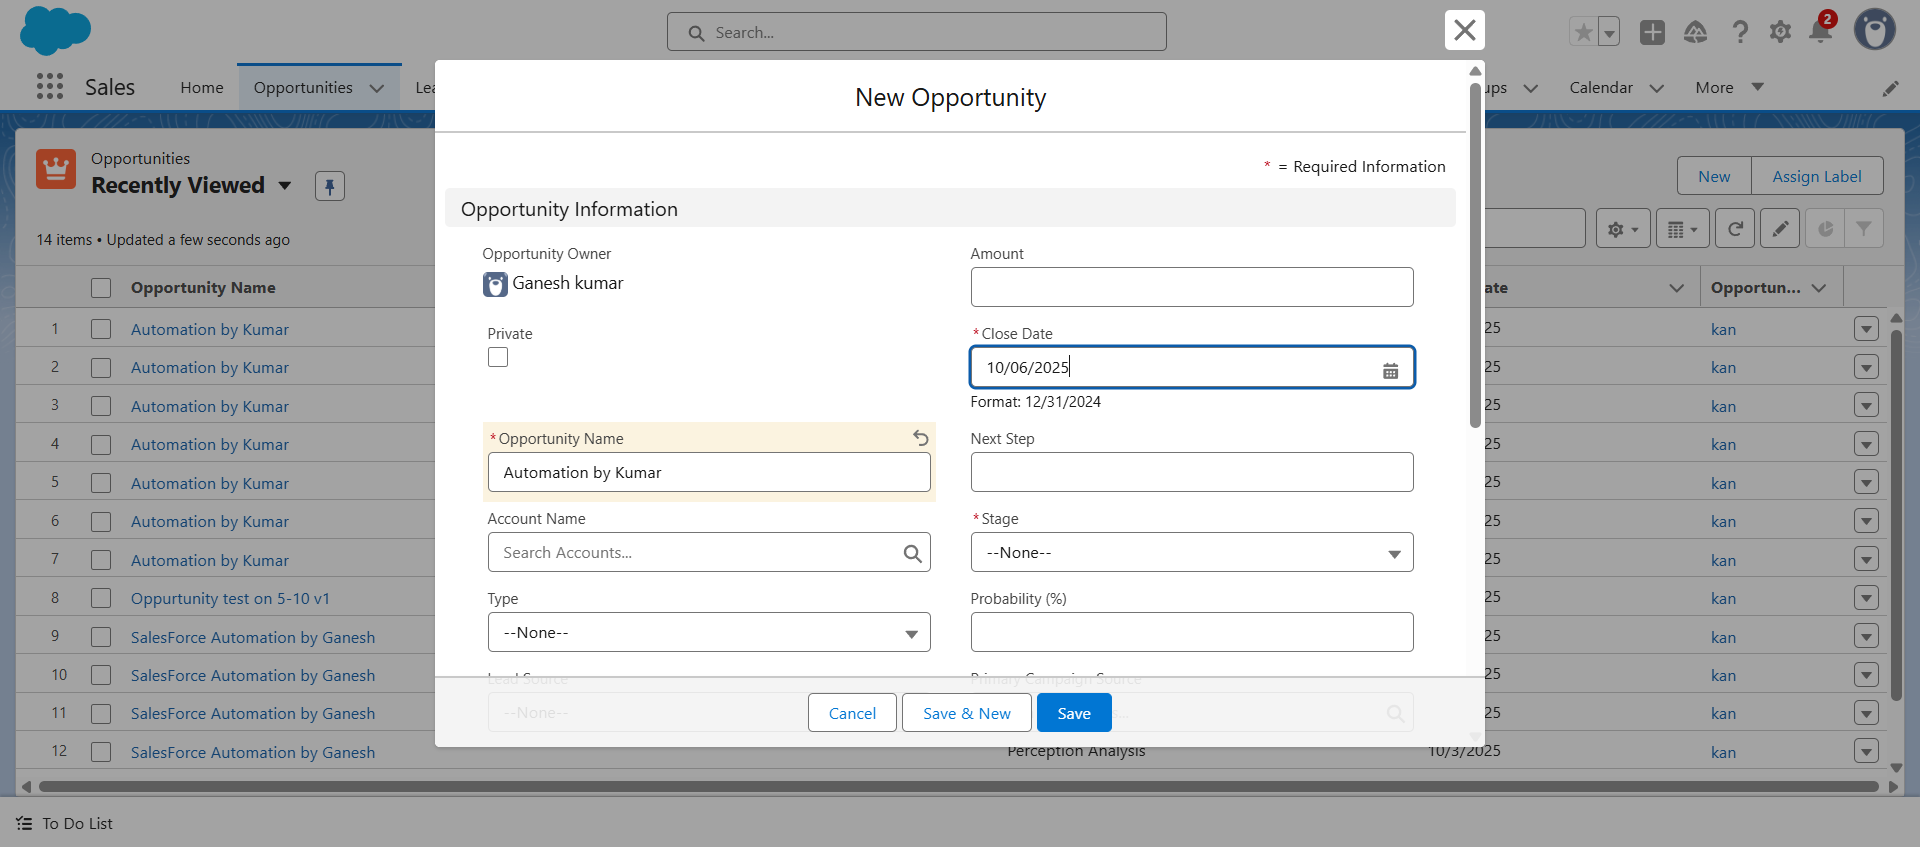 Search...
2
Sales
Home
Opportunities
Lea
ups
Calendar
More
New Opportunity
* = Required Information
Opportunities
Recently Viewed
New
Assign Label
14 items • Updated a few seconds ago
Opportunity Information
Opportunity Owner
Ganesh kumar
Amount
Private
*Close Date
10/06/2025
Format: 12/31/2024
*Opportunity Name
Automation by Kumar
Next Step
Account Name
Search Accounts...
*Stage
--None--
Type
--None--
Probability (%)
Lead Source
--None--
Primary Campaign Source
Cancel
Save & New
Save
Opportunity Name
ate
Opportun...
1 Automation by Kumar 25 kan
2 Automation by Kumar 25 kan
3 Automation by Kumar 25 kan
4 Automation by Kumar 25 kan
5 Automation by Kumar 25 kan
6 Automation by Kumar 25 kan
7 Automation by Kumar 25 kan
8 Oppurtunity test on 5-10 v1 25 kan
9 SalesForce Automation by Ganesh 25 kan
10 SalesForce Automation by Ganesh 25 kan
11 SalesForce Automation by Ganesh 25 kan
12 SalesForce Automation by Ganesh Perception Analysis 10/3/2025 kan
To Do List